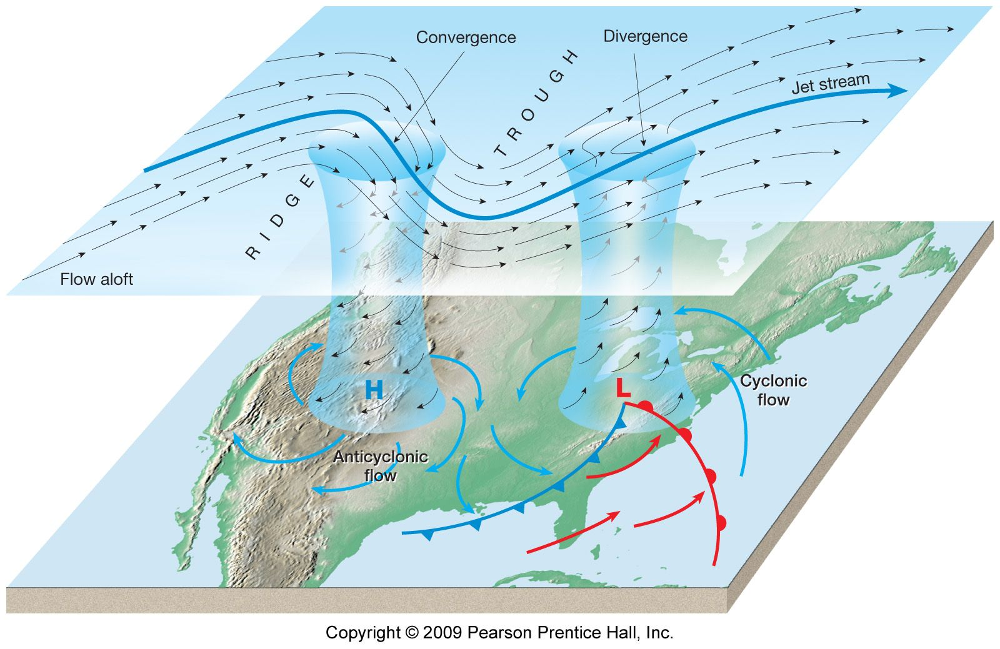 Convergence
Divergence
TROUGH
Jet stream
RIDGE
Flow aloft
H
L
Cyclonic
flow
Anticyclonic
flow
Copyright © 2009 Pearson Prentice Hall, Inc.